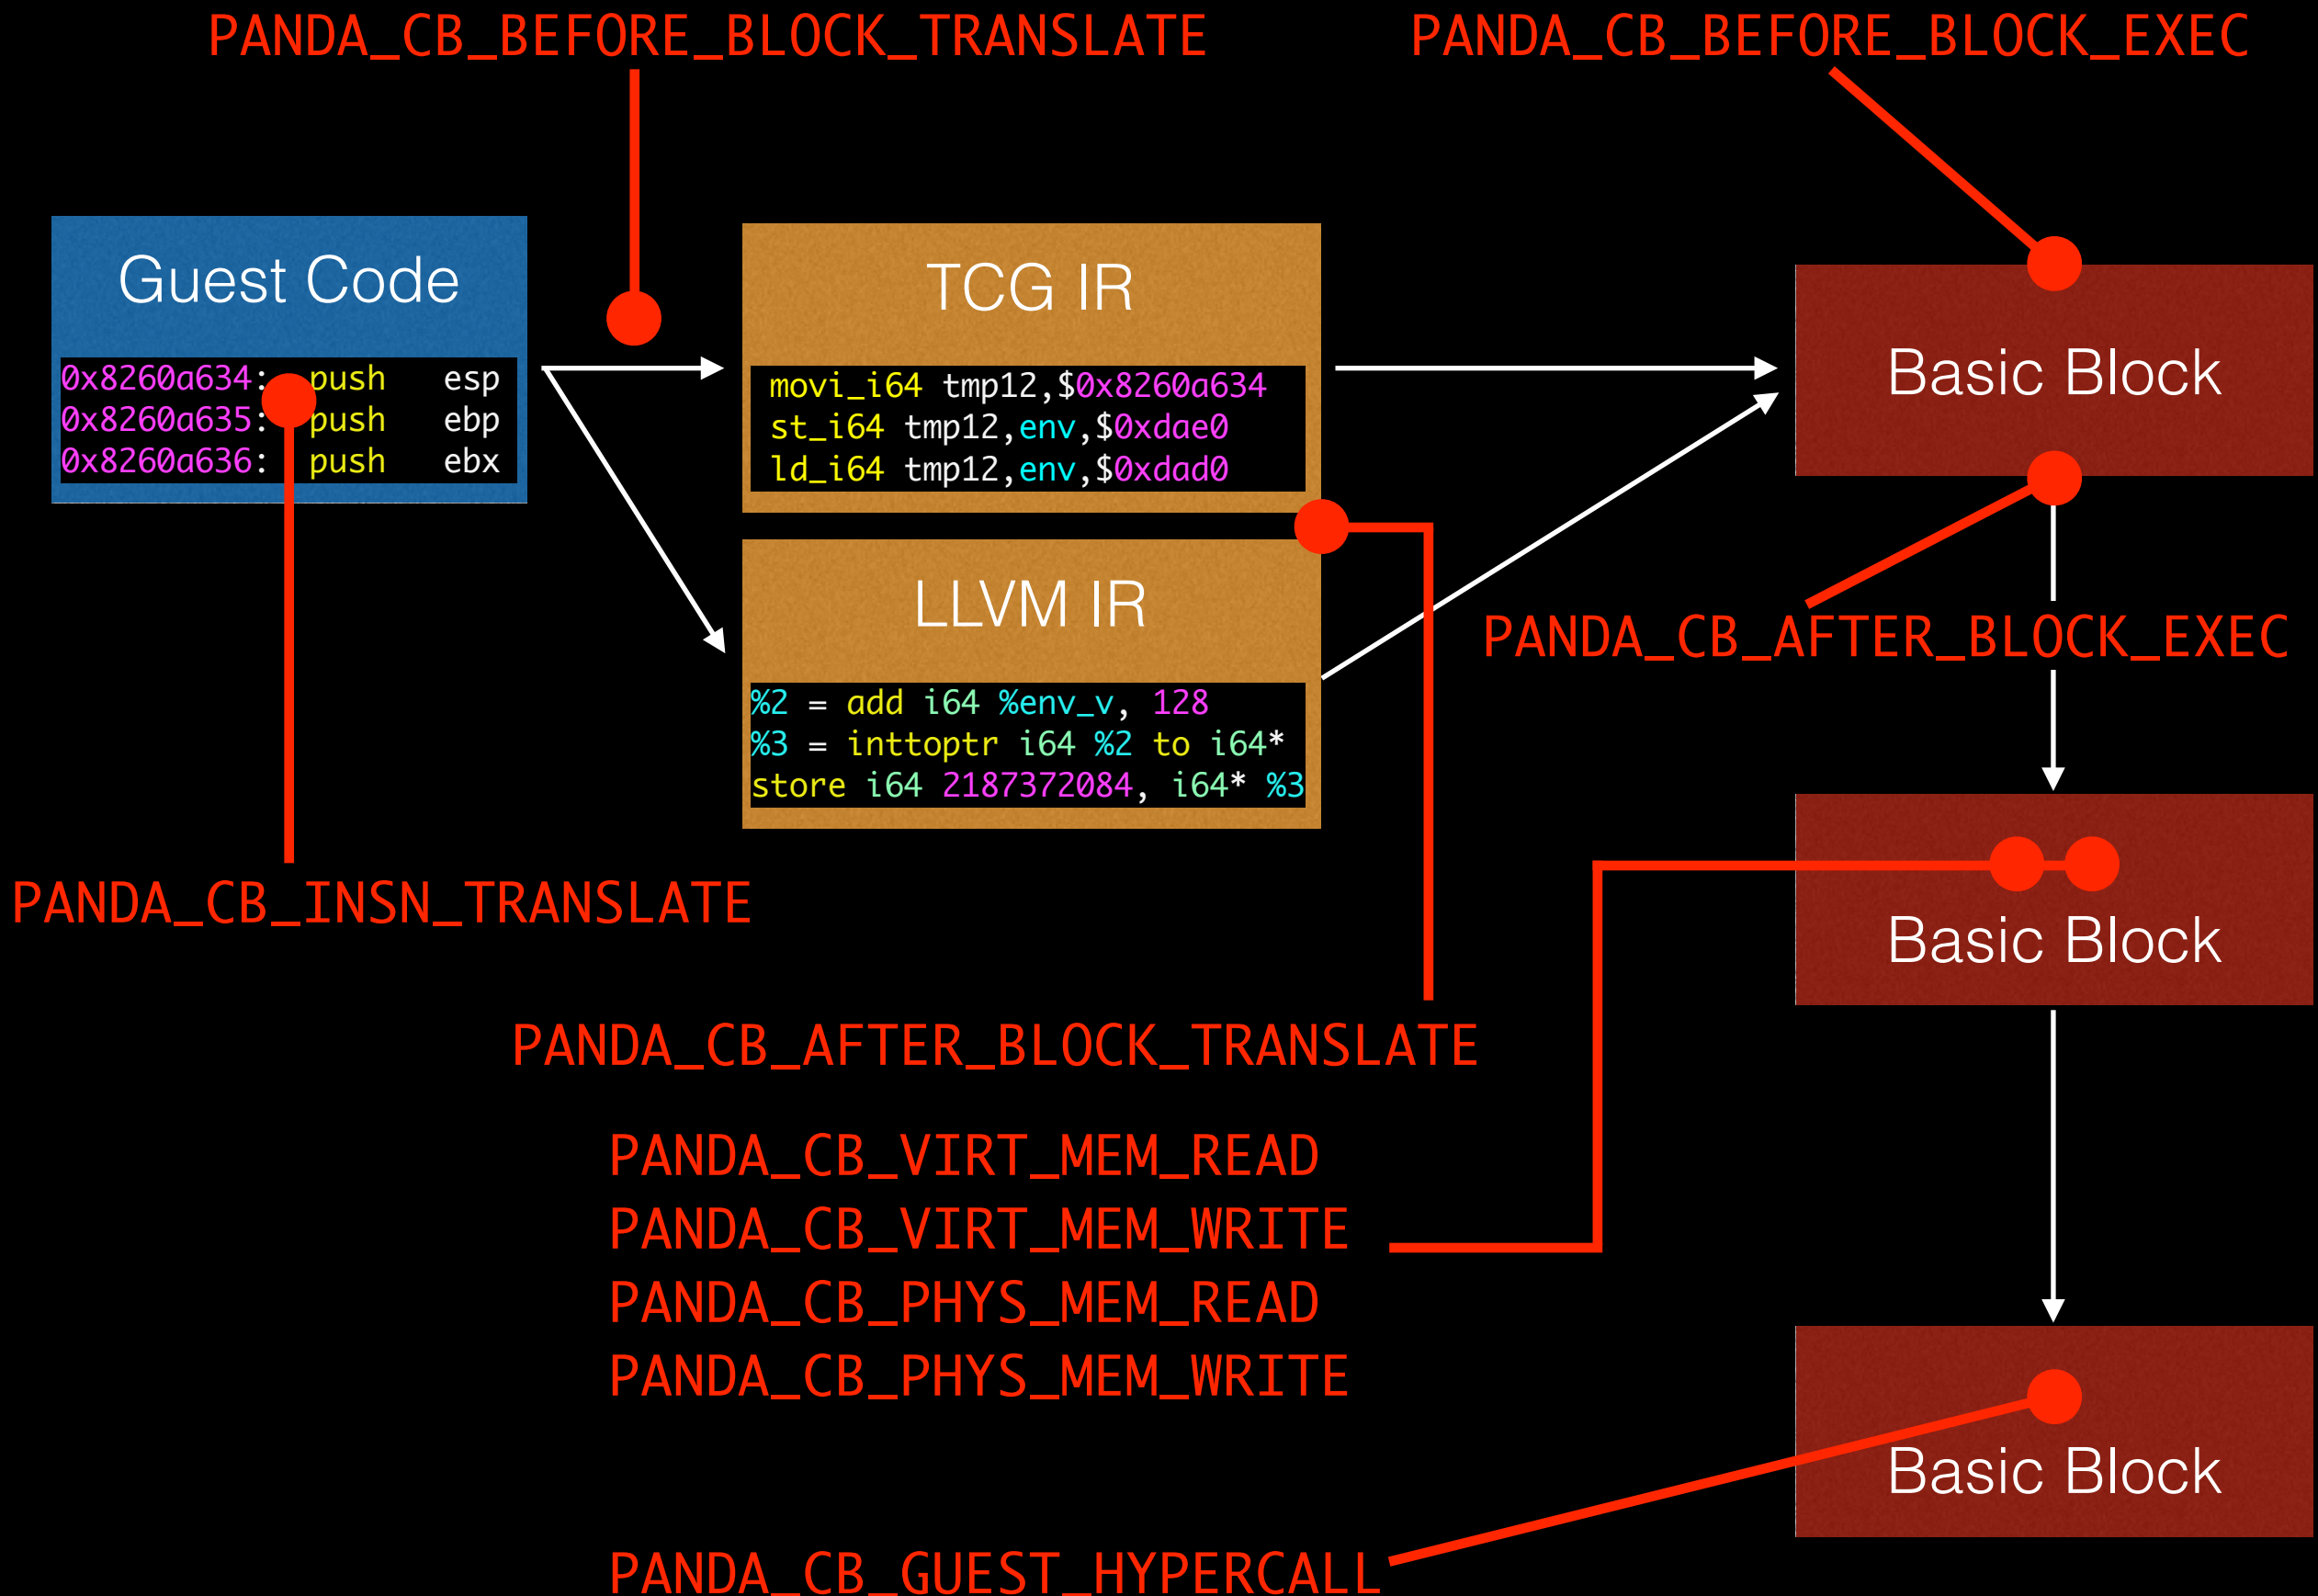 PANDA_CB_BEFORE_BLOCK_TRANSLATE
PANDA_CB_BEFORE_BLOCK_EXEC
Guest Code
0x8260a634: push esp
0x8260a635: push ebp
0x8260a636: push ebx
TCG IR
movi_i64 tmp12,$0x8260a634
st_i64 tmp12,env,$0xdae0
ld_i64 tmp12,env,$0xdad0
LLVM IR
%2 = add i64 %env_v, 128
%3 = inttoptr i64 %2 to i64*
store i64 2187372084, i64* %3
Basic Block
PANDA_CB_AFTER_BLOCK_EXEC
PANDA_CB_INSN_TRANSLATE
Basic Block
PANDA_CB_AFTER_BLOCK_TRANSLATE
PANDA_CB_VIRT_MEM_READ
PANDA_CB_VIRT_MEM_WRITE
PANDA_CB_PHYS_MEM_READ
PANDA_CB_PHYS_MEM_WRITE
Basic Block
PANDA_CB_GUEST_HYPERCALL